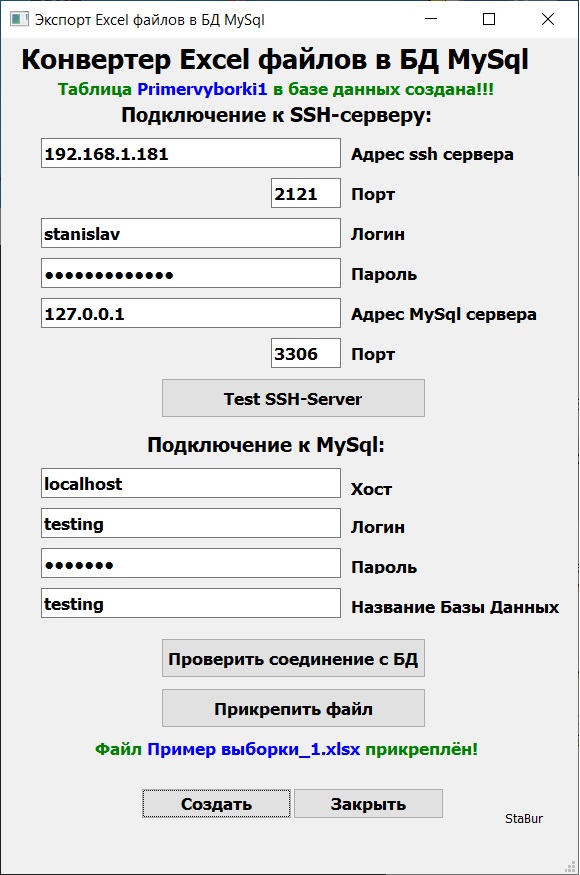 Экспорт Excel файлов в БД MySql
Конвертер Excel файлов в БД MySql
Таблица Primervyborki1 в базе данных создана!!!
Подключение к SSH-серверу:
192.168.1.181 Адрес ssh сервера
2121 Порт
stanislav Логин
●●●●●●●●●●●●● Пароль
127.0.0.1 Адрес MySql сервера
3306 Порт
Test SSH-Server
Подключение к MySql:
localhost Хост
testing Логин
●●●●●●● Пароль
testing Название Базы Данных
Проверить соединение с БД
Прикрепить файл
Файл Пример выборки_1.xlsx прикреплён!
Создать Закрыть
StaBur